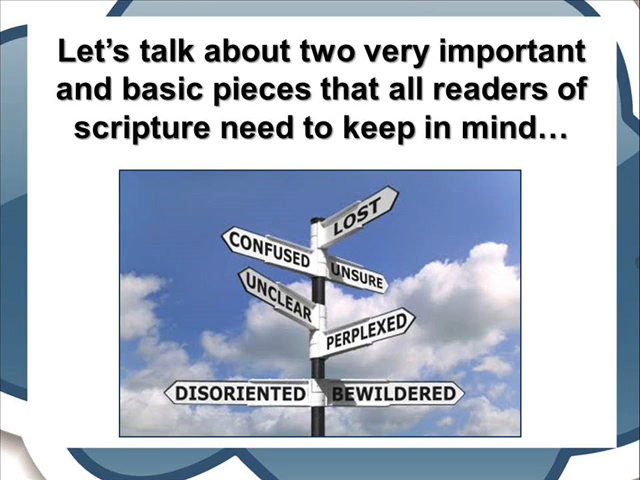 Let's talk about two very important
and basic pieces that all readers of
scripture need to keep in mind…
LOST
CONFUSED
UNSURE
UNCLEAR
PERPLEXED
DISORIENTED
BEWILDERED